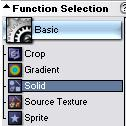 Function Selection
Basic
Crop
Gradient
Solid
Source Texture
Sprite